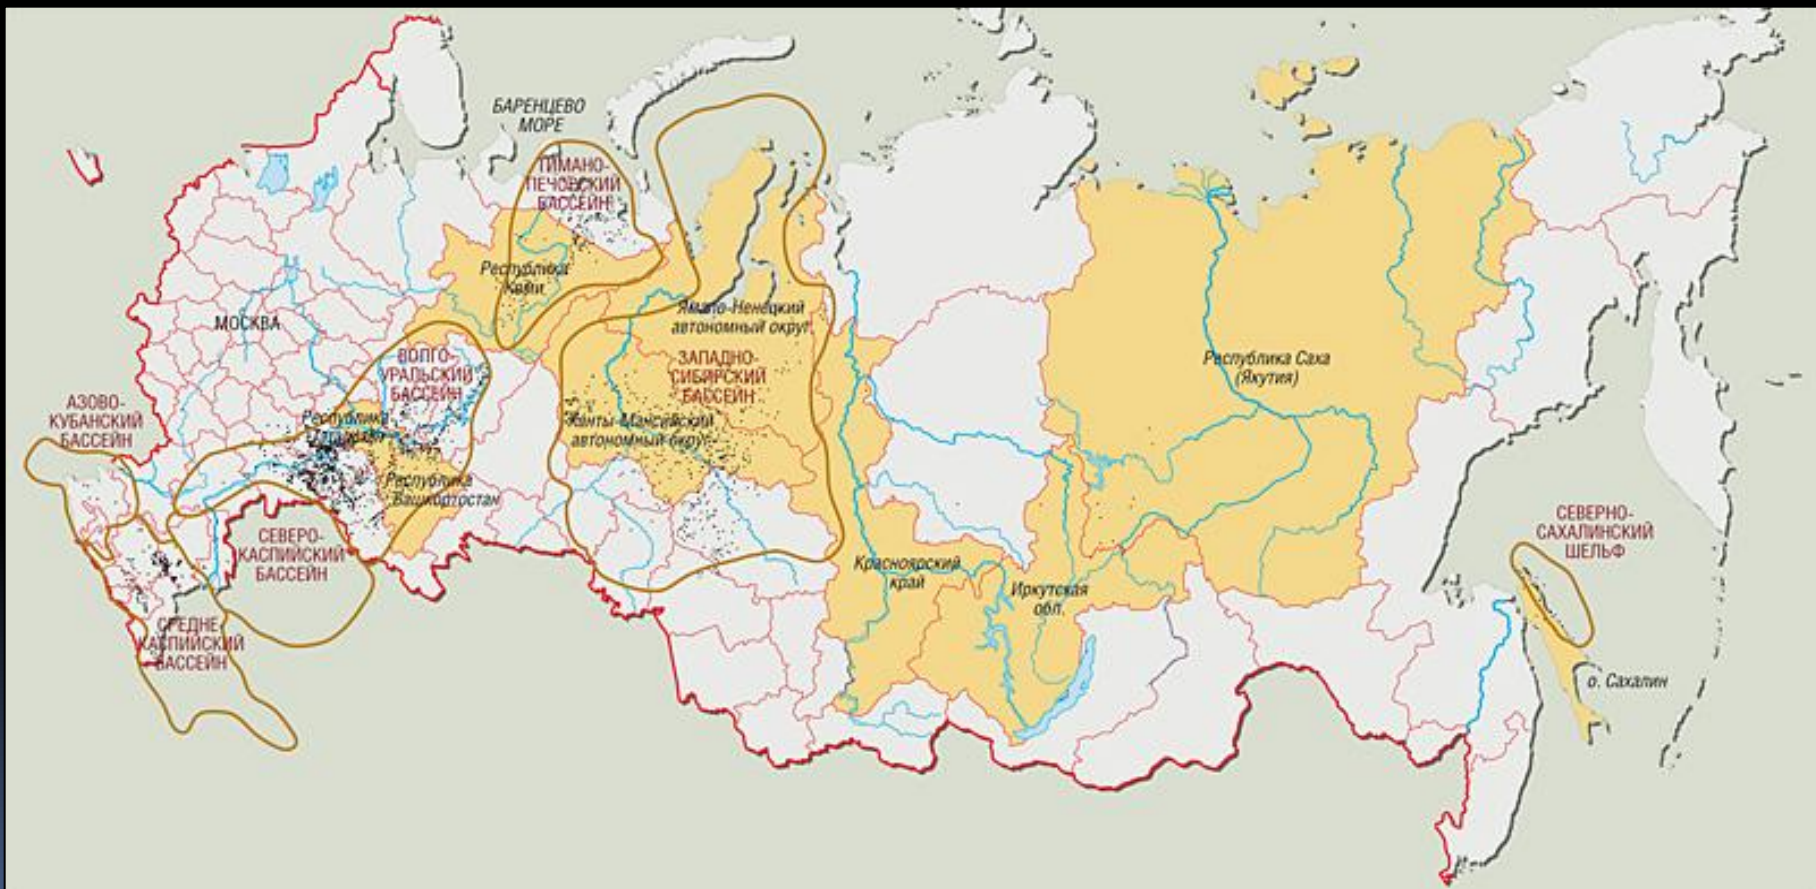 БАРЕНЦЕВО
МОРЕ
ТИМАНО-
ПЕЧОРСКИЙ
БАССЕЙН
Республика
Коми
Ямало-Ненецкий
автономный округ
МОСКВА
ВОЛГО-
УРАЛЬСКИЙ
БАССЕЙН
ЗАПАДНО-
СИБИРСКИЙ
БАССЕЙН
Республика Саха
(Якутия)
АЗОВО-
КУБАНСКИЙ
БАССЕЙН
Республика
Ханты-Мансийский
автономный округ
Республика
Башкортостан
СЕВЕРО-
КАСПИЙСКИЙ
БАССЕЙН
СЕВЕРНО-
САХАЛИНСКИЙ
ШЕЛЬФ
Красноярский
край
Иркутская
обл.
СРЕДНЕ-
КАСПИЙСКИЙ
БАССЕЙН
о. Сахалин